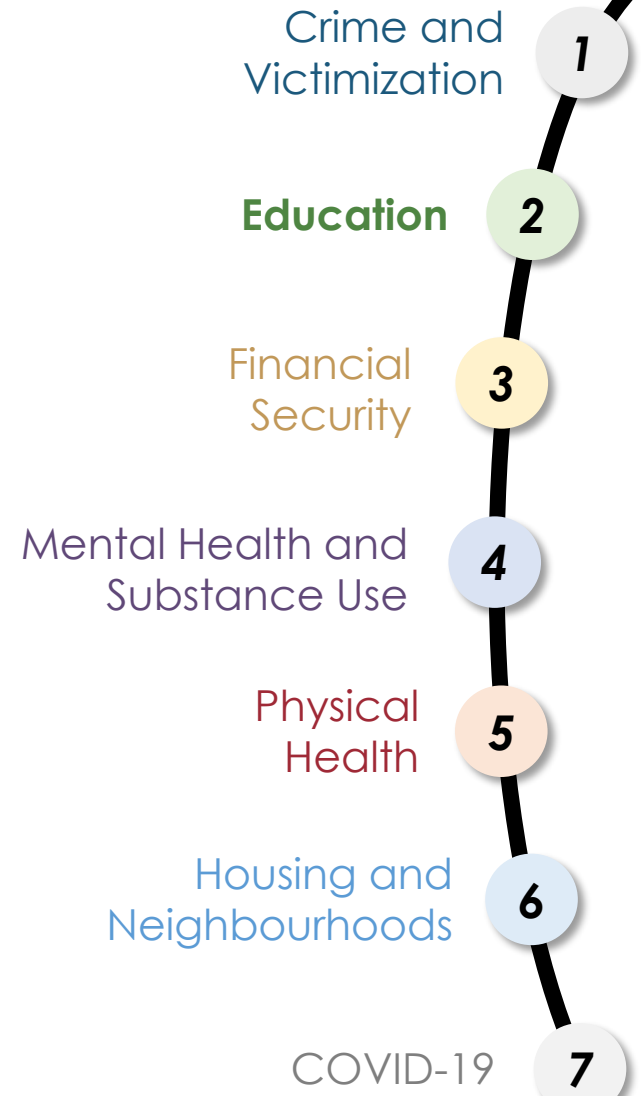 Crime and
Victimization
1
Education
2
Financial
Security
3
Mental Health and
Substance Use
4
Physical
Health
5
Housing and
Neighbourhoods
6
COVID-19
7